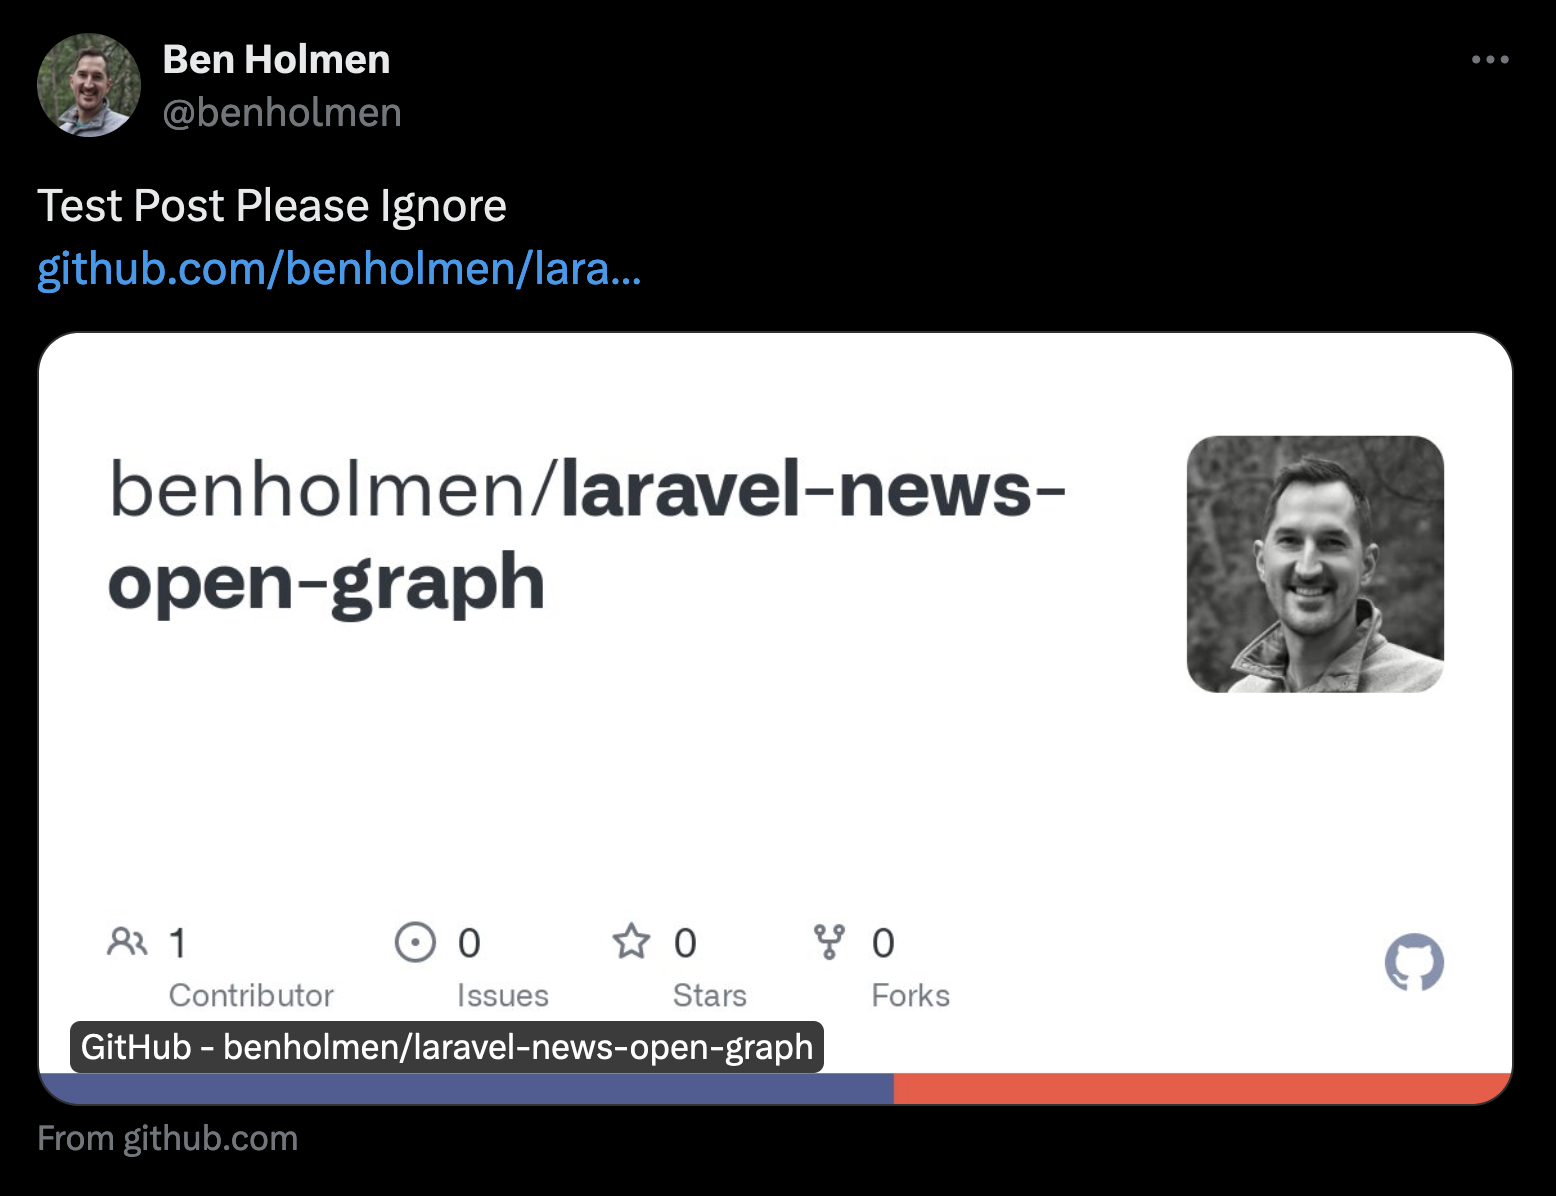 Ben Holmen
@benholmen
Test Post Please Ignore
github.com/benholmen/lara...
benholmen/laravel-news-
open-graph
1
Contributor
0
Issues
0
Stars
0
Forks
GitHub - benholmen/laravel-news-open-graph
From github.com